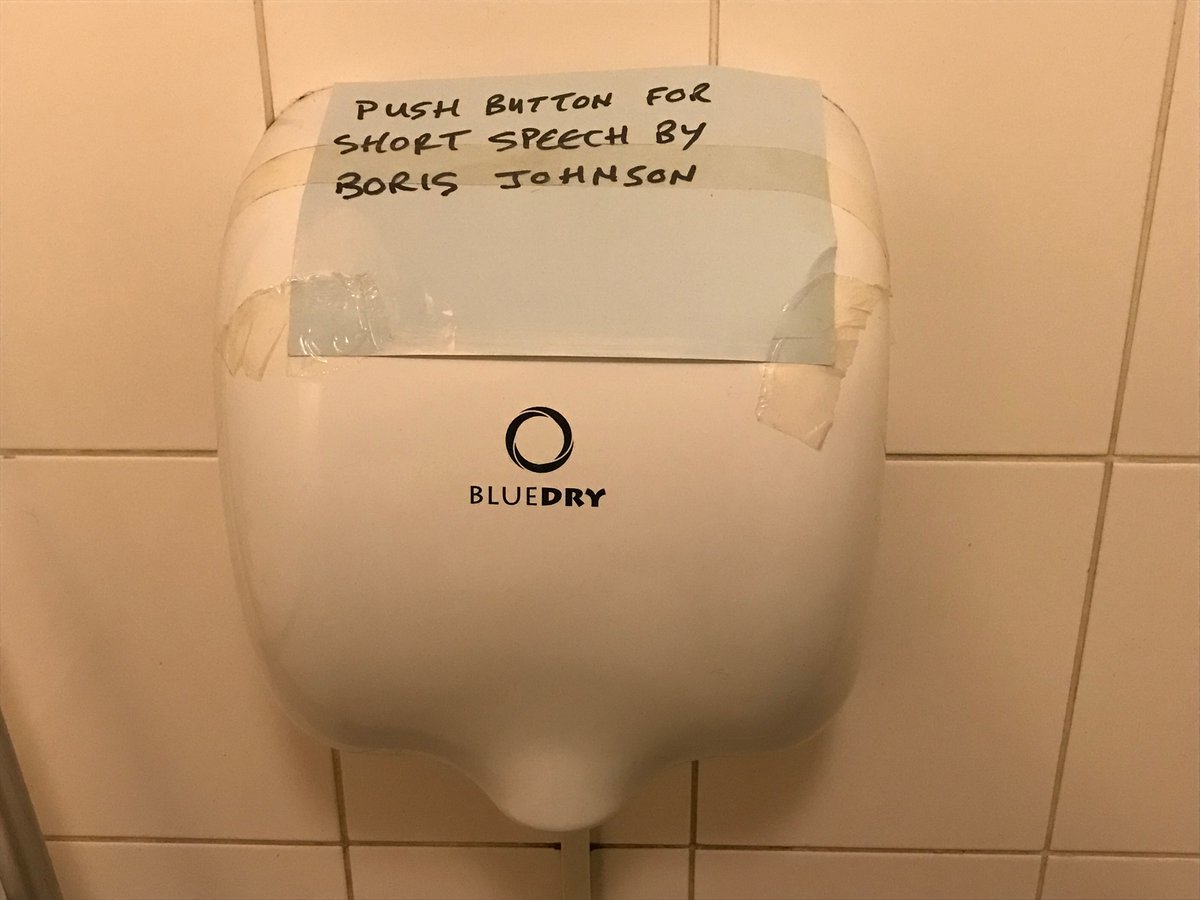 PUSH BUTTON FOR
SHORT SPEECH BY
BORIS JOHNSON
BLUEDRY